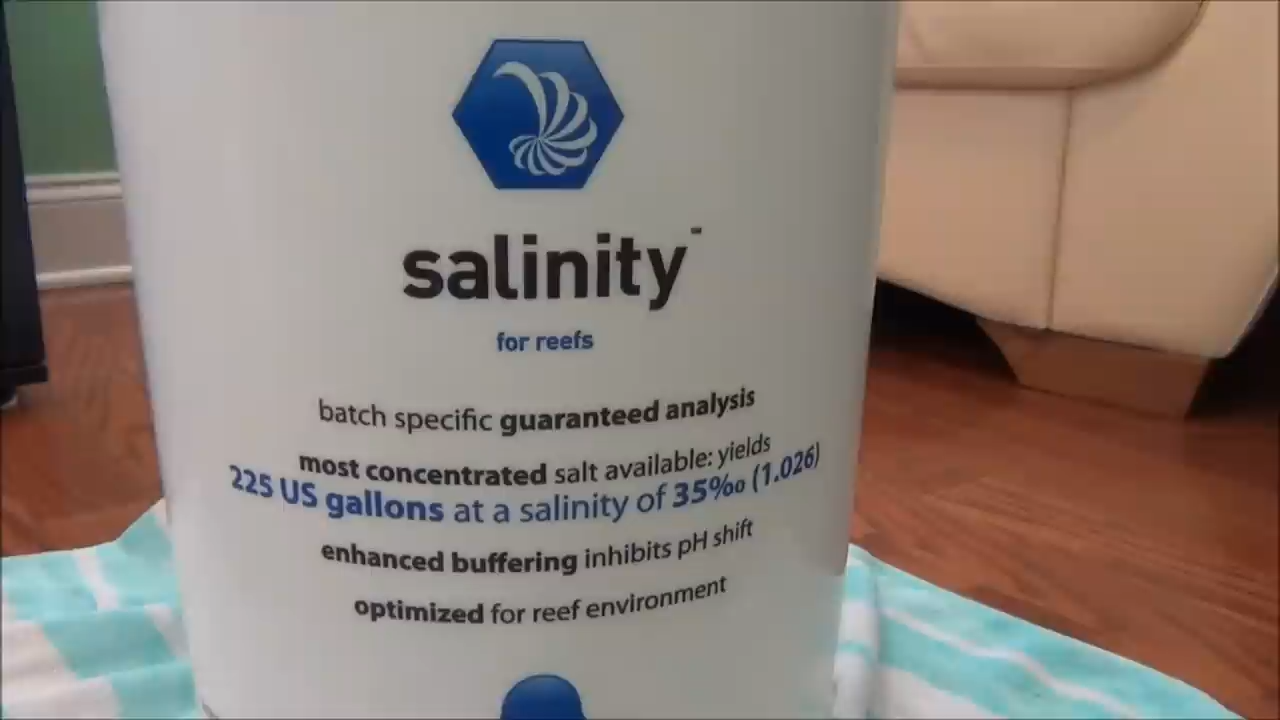 salinity™
for reefs
batch specific guaranteed analysis
most concentrated salt available: yields
225 US gallons at a salinity of 35‰ (1.026)
enhanced buffering inhibits pH shift
optimized for reef environment